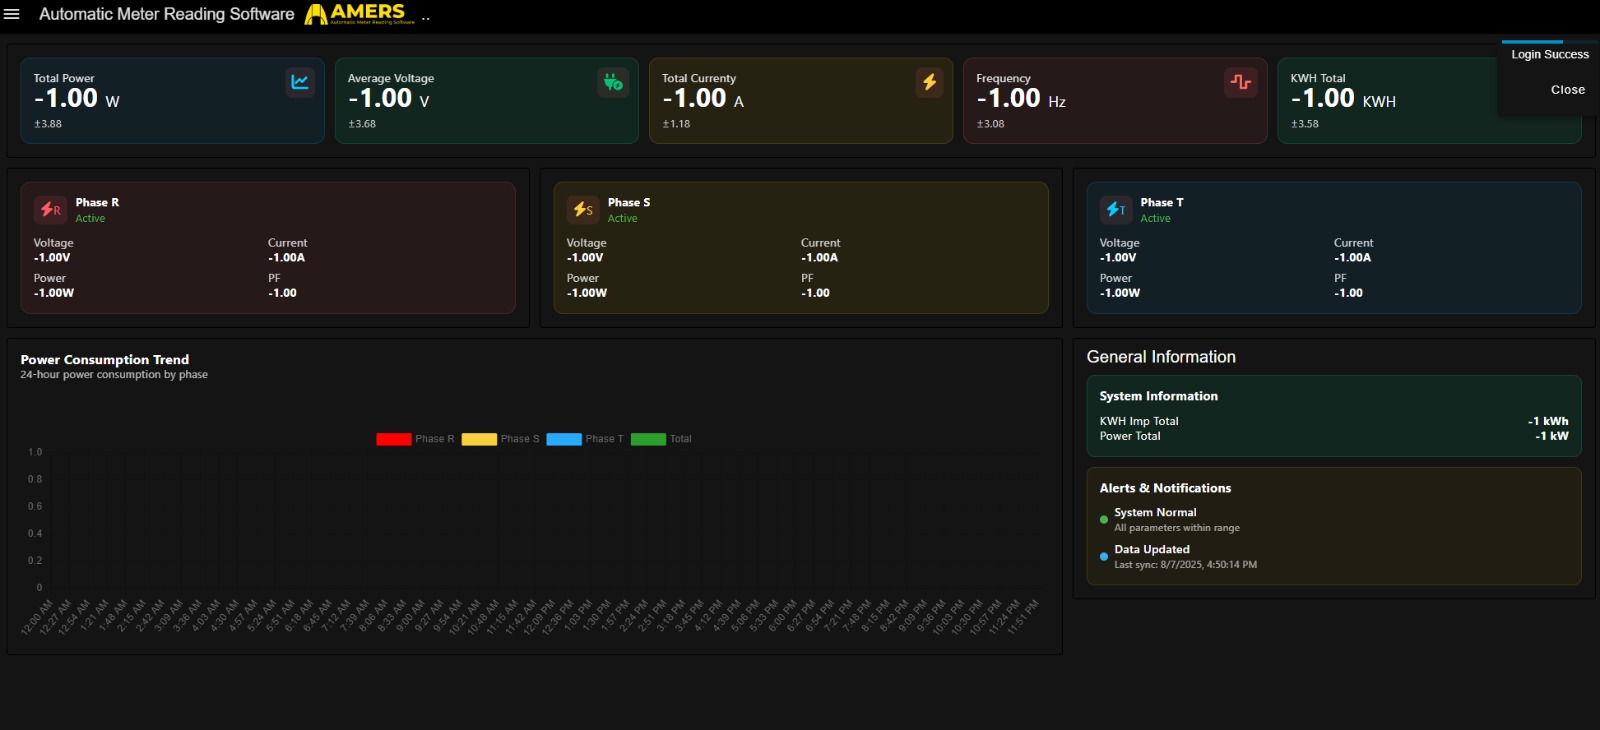 Automatic Meter Reading Software
AMERS
Automatic Meter Reading Software
..
Login Success
Close
Total Power
-1.00 W
±3.88
Average Voltage
-1.00 V
±3.68
Total Currenty
-1.00 A
±1.18
Frequency
-1.00 Hz
±3.08
KWH Total
-1.00 KWH
±3.58
R
Phase R
Active
Voltage
-1.00V
Current
-1.00A
Power
-1.00W
PF
-1.00
S
Phase S
Active
Voltage
-1.00V
Current
-1.00A
Power
-1.00W
PF
-1.00
T
Phase T
Active
Voltage
-1.00V
Current
-1.00A
Power
-1.00W
PF
-1.00
Power Consumption Trend
24-hour power consumption by phase
Phase R Phase S Phase T Total
1.0
0.8
0.6
0.4
0.2
0
12:00 AM 12:27 AM 12:54 AM 1:21 AM 1:48 AM 2:15 AM 2:42 AM 3:09 AM 3:36 AM 4:03 AM 4:30 AM 4:57 AM 5:24 AM 5:51 AM 6:18 AM 6:45 AM 7:12 AM 7:39 AM 8:06 AM 8:33 AM 9:00 AM 9:27 AM 9:54 AM 10:21 AM 10:48 AM 11:15 AM 11:42 AM 12:09 PM 12:36 PM 1:03 PM 1:30 PM 1:57 PM 2:24 PM 2:51 PM 3:18 PM 3:45 PM 4:12 PM 4:39 PM 5:06 PM 5:33 PM 6:00 PM 6:27 PM 6:54 PM 7:21 PM 7:48 PM 8:15 PM 8:42 PM 9:09 PM 9:36 PM 10:03 PM 10:30 PM 10:57 PM 11:24 PM 11:51 PM
General Information
System Information
KWH Imp Total -1 kWh
Power Total -1 kW
Alerts & Notifications
System Normal
All parameters within range
Data Updated
Last sync: 8/7/2025, 4:50:14 PM